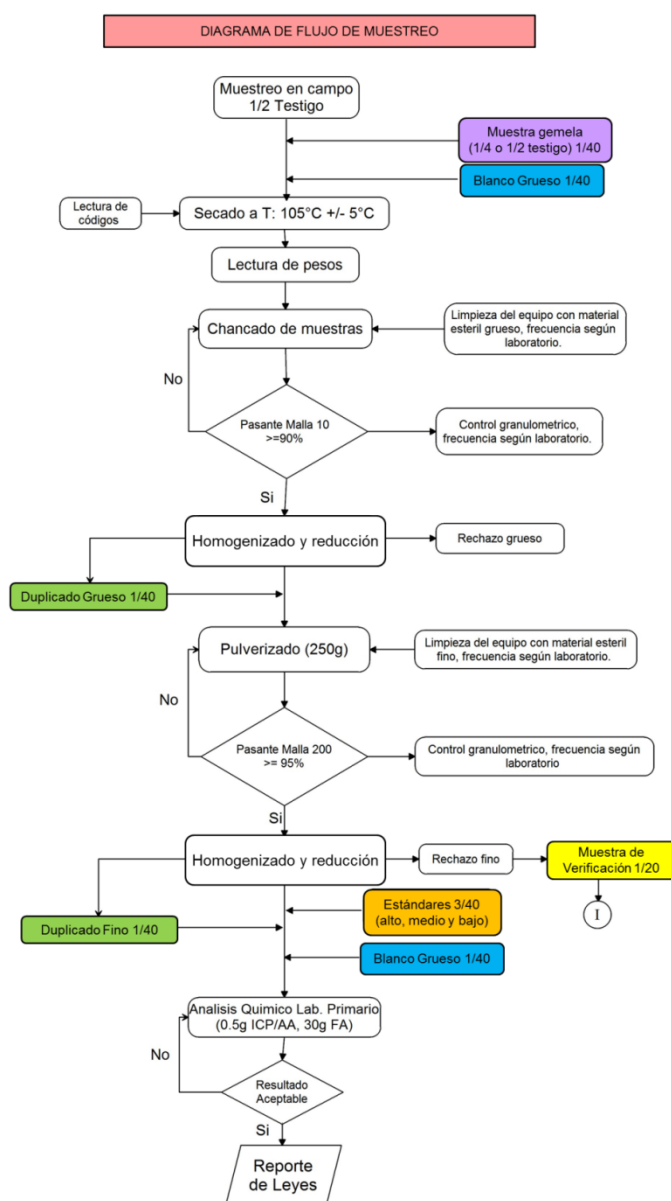 DIAGRAMA DE FLUJO DE MUESTREO
Muestreo en campo
1/2 Testigo
Muestra gemela
(1/4 o 1/2 testigo) 1/40
Blanco Grueso 1/40
Lectura de
códigos
Secado a T: 105°C +/- 5°C
Lectura de pesos
Chancado de muestras
Limpieza del equipo con material
esteril grueso, frecuencia según
laboratorio.
No
Pasante Malla 10
>=90%
Control granulometrico,
frecuencia según laboratorio.
Si
Homogenizado y reducción
Rechazo grueso
Duplicado Grueso 1/40
Pulverizado (250g)
Limpieza del equipo con material esteril
fino, frecuencia según laboratorio.
No
Pasante Malla 200
>= 95%
Control granulometrico, frecuencia según
laboratorio
Si
Homogenizado y reducción
Rechazo fino
Muestra de
Verificación 1/20
I
Estándares 3/40
(alto, medio y bajo)
Duplicado Fino 1/40
Blanco Grueso 1/40
Analisis Quimico Lab. Primario
(0.5g ICP/AA, 30g FA)
No
Resultado
Aceptable
Si
Reporte
de Leyes